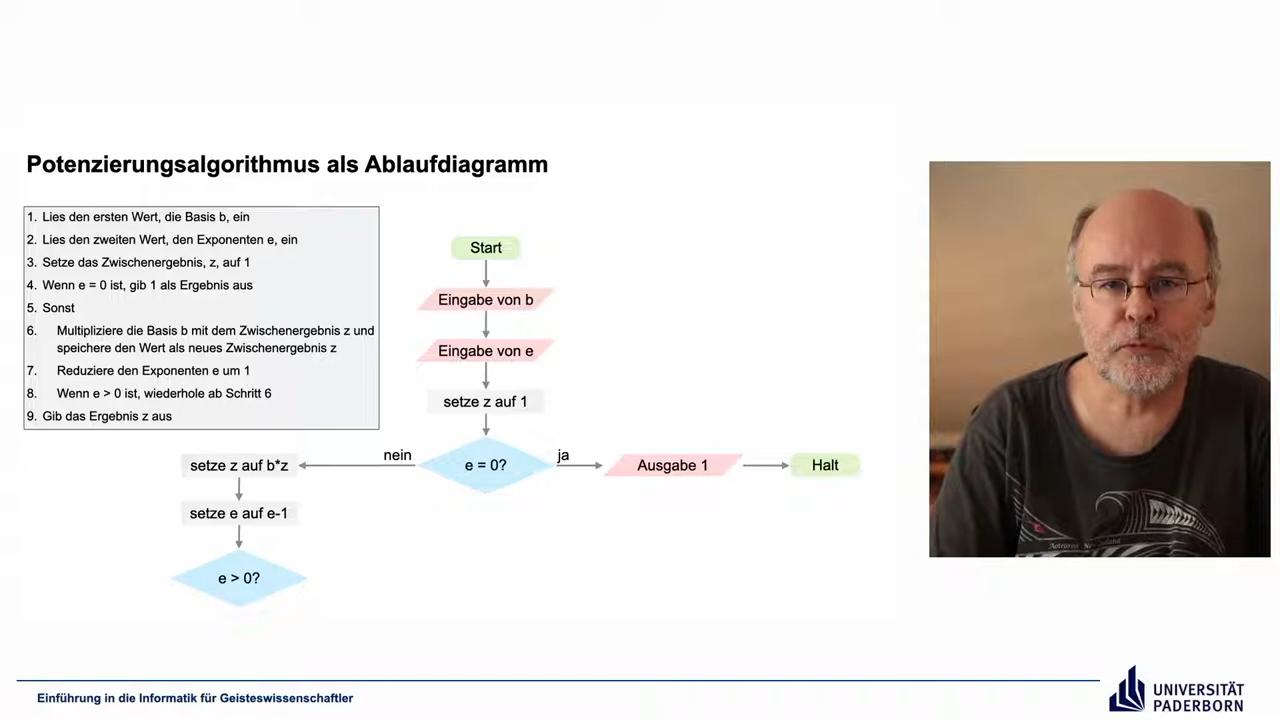 Potenzierungsalgorithmus als Ablaufdiagramm
1. Lies den ersten Wert, die Basis b, ein
2. Lies den zweiten Wert, den Exponenten e, ein
3. Setze das Zwischenergebnis, z, auf 1
4. Wenn e = 0 ist, gib 1 als Ergebnis aus
5. Sonst
6. Multipliziere die Basis b mit dem Zwischenergebnis z und
speichere den Wert als neues Zwischenergebnis z
7. Reduziere den Exponenten e um 1
8. Wenn e > 0 ist, wiederhole ab Schritt 6
9. Gib das Ergebnis z aus
Start
Eingabe von b
Eingabe von e
setze z auf 1
e = 0?
nein
ja
Ausgabe 1
Halt
setze z auf b*z
setze e auf e-1
e > 0?
Aotearoa New Zealand
Einführung in die Informatik für Geisteswissenschaftler
UNIVERSITÄT
PADERBORN